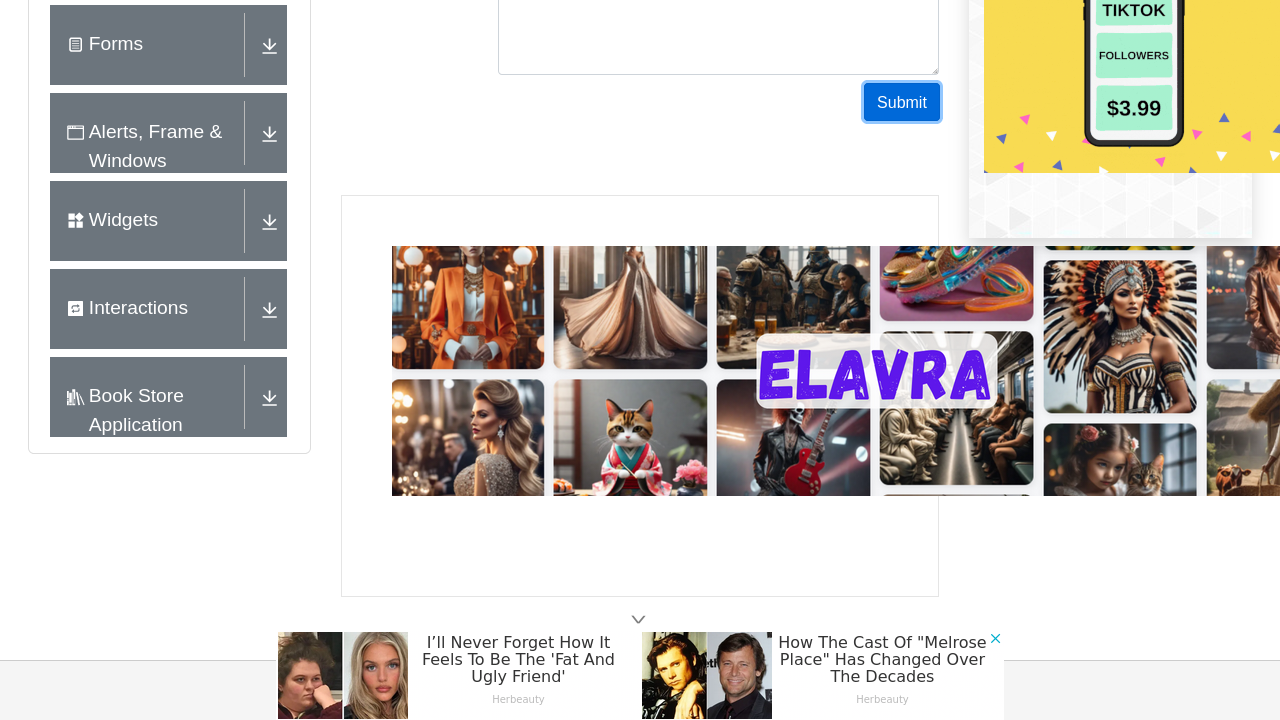 Forms
Alerts, Frame &
Windows
Widgets
Interactions
Book Store
Application
Submit
TIKTOK
FOLLOWERS
$3.99
ELAVRA
I’ll Never Forget How It
Feels To Be The 'Fat And
Ugly Friend'
Herbeauty
How The Cast Of "Melrose
Place" Has Changed Over
The Decades
Herbeauty